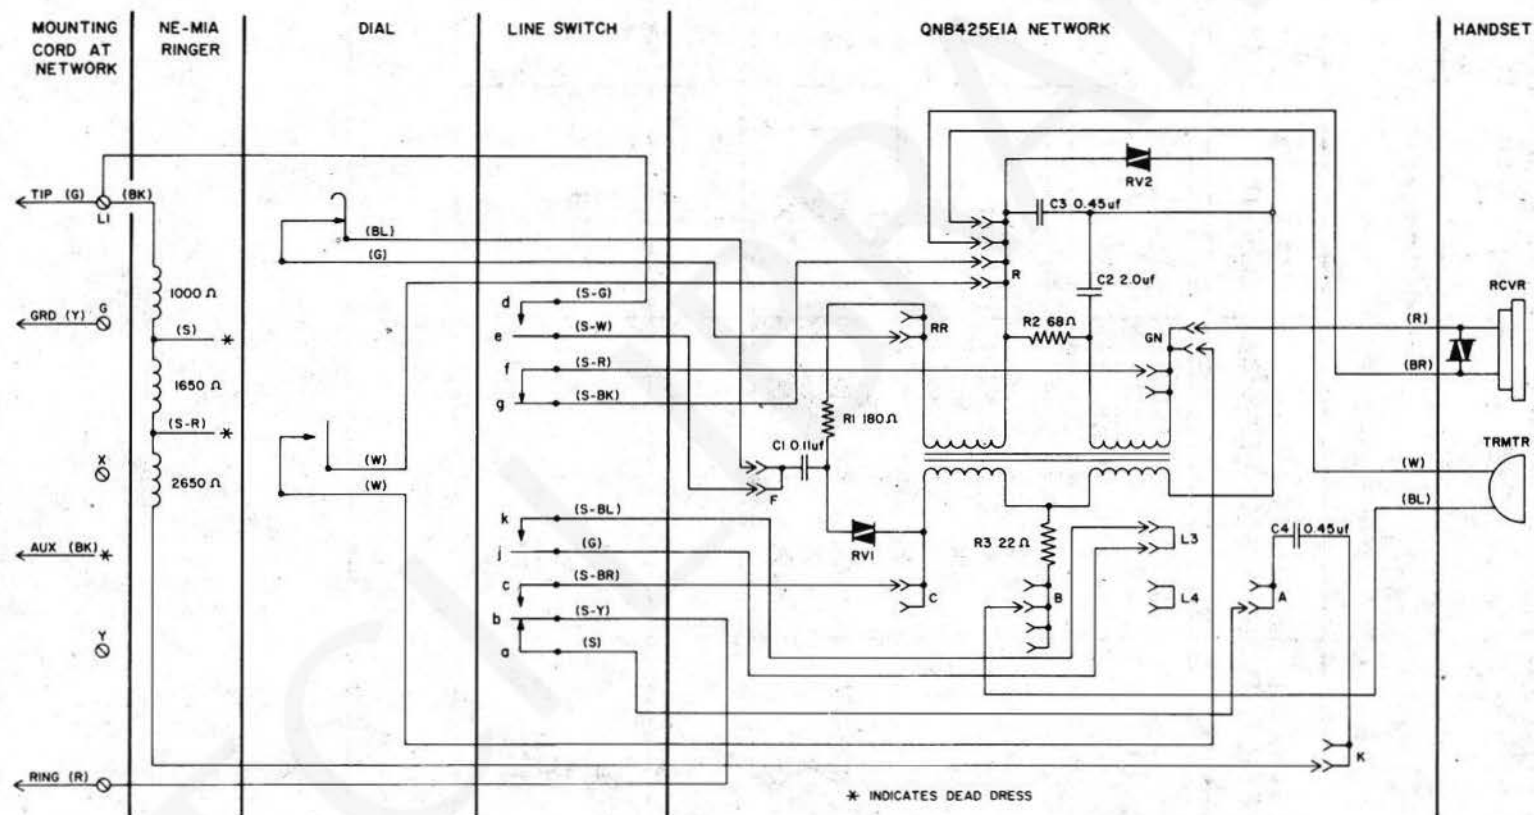 MOUNTING
CORD AT
NETWORK
NE-MIA
RINGER
DIAL
LINE SWITCH
QNB425EIA NETWORK
HANDSET
TIP (G)
(BK)
LI
GRD (Y)
G
X
AUX (BK) *
Y
RING (R)
1000 Ω
(S) *
1650 Ω
(S-R) *
2650 Ω
(BL)
(G)
(W)
(W)
d (S-G)
e (S-W)
f (S-R)
g (S-BK)
k (S-BL)
j (G)
c (S-BR)
b (S-Y)
a (S)
RV2
C3 0.45uf
R
C2 2.0uf
RR
R2 68Ω
GN
R1 180Ω
C1 0.11uf
F
RV1
R3 22Ω
C
B
L3
L4
C4 0.45uf
A
K
RCVR
(R)
(BR)
TRMTR
(W)
(BL)
* INDICATES DEAD DRESS